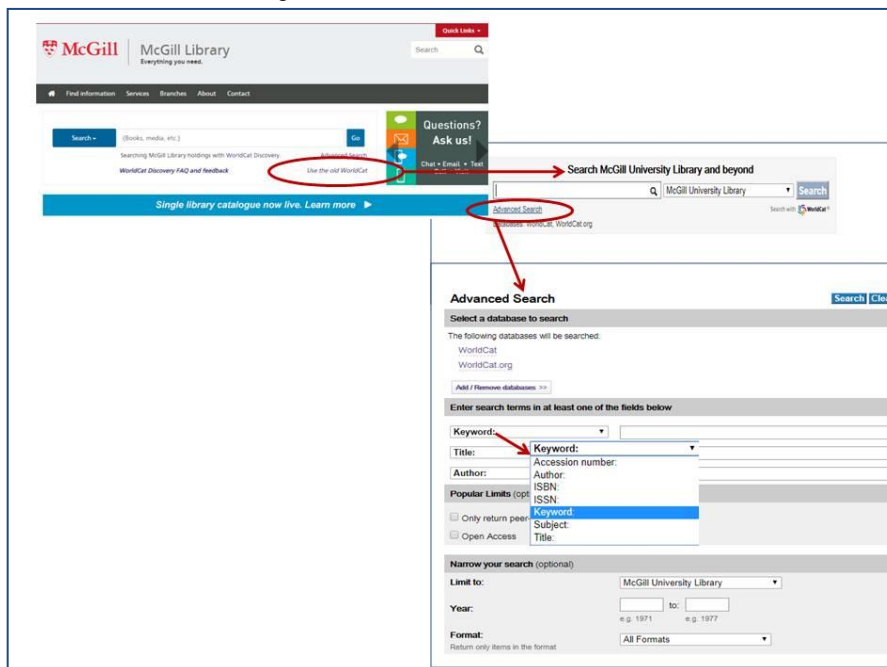 Quick Links
McGill
McGill Library
Everything you need.
Search
Find information Services Branches About Contact
Search
(Books, media, etc.)
Go
Searching McGill Library holdings with WorldCat Discovery
Advanced Search
WorldCat Discovery FAQ and feedback
Use the old WorldCat
Questions?
Ask us!
Chat • Email • Text
Single library catalogue now live. Learn more
Search McGill University Library and beyond
McGill University Library
Search
Advanced Search
Search with WorldCat
Databases: WorldCat, WorldCat.org
Advanced Search
Search Clea
Select a database to search
The following databases will be searched:
WorldCat
WorldCat.org
Add / Remove databases >>
Enter search terms in at least one of the fields below
Keyword:
Title:
Author:
Keyword:
Accession number:
Author:
ISBN:
ISSN:
Keyword:
Subject:
Title:
Popular Limits (opt
Only return peer-
Open Access
Narrow your search (optional)
Limit to:
McGill University Library
Year:
to:
e.g. 1971 e.g. 1977
Format:
Return only items in the format
All Formats